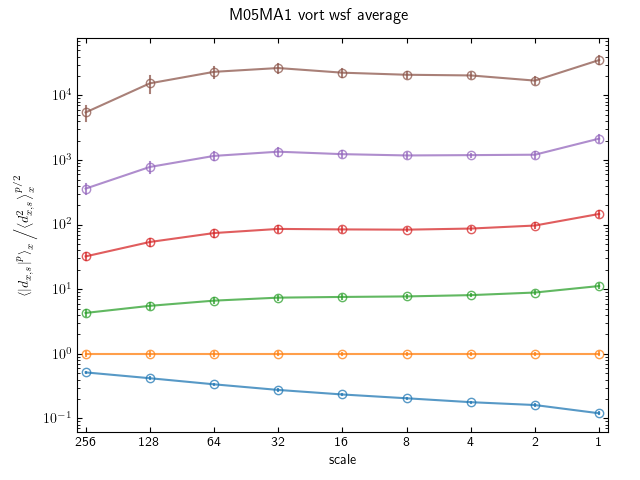 M05MA1 vort wsf average
⟨|d_{x,s}|^p⟩_x / ⟨d_{x,s}^2⟩_x^{p/2}
10^4
10^3
10^2
10^1
10^0
10^{-1}
256 128 64 32 16 8 4 2 1
scale